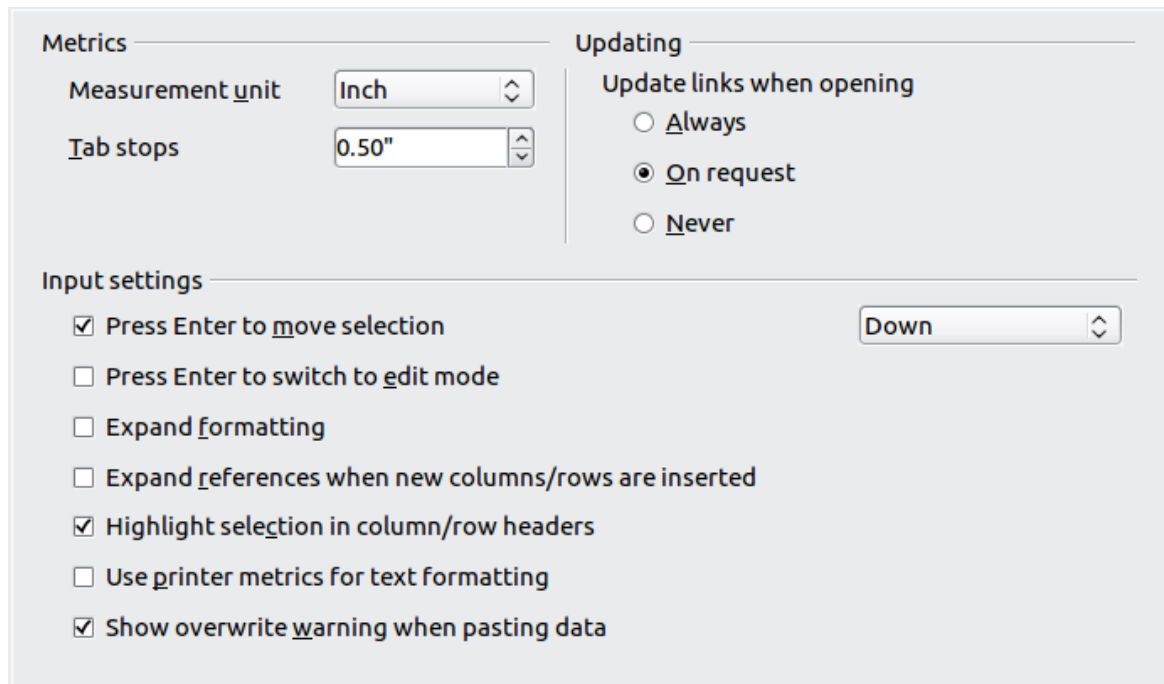 Metrics
Measurement unit Inch
Tab stops 0.50"
Updating
Update links when opening
Always
On request
Never
Input settings
Press Enter to move selection Down
Press Enter to switch to edit mode
Expand formatting
Expand references when new columns/rows are inserted
Highlight selection in column/row headers
Use printer metrics for text formatting
Show overwrite warning when pasting data